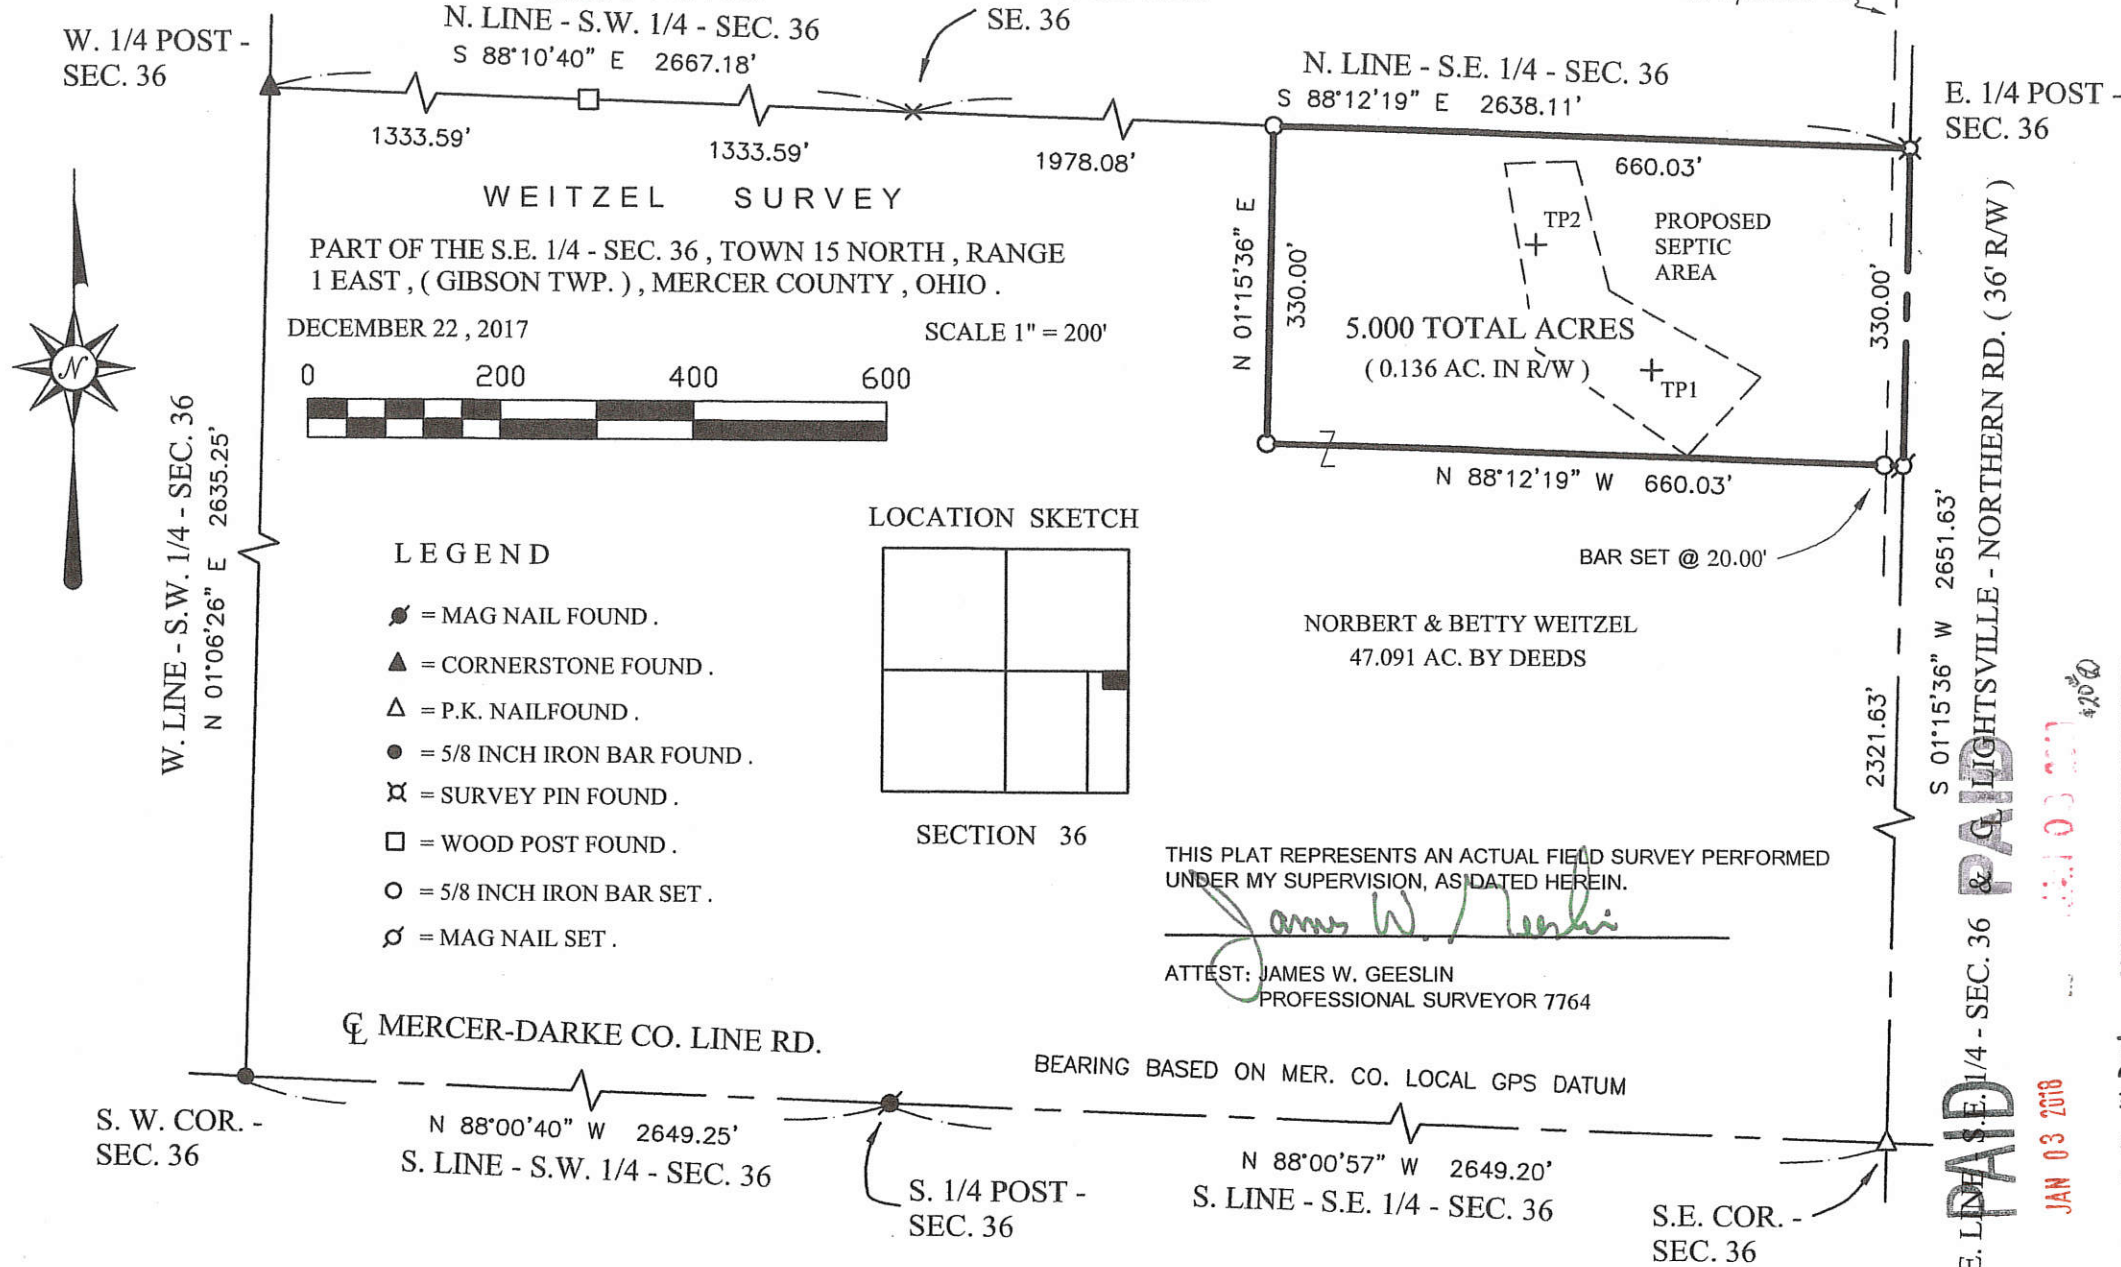 W. 1/4 POST -
SEC. 36
N. LINE - S.W. 1/4 - SEC. 36
S 88°10'40" E 2667.18'
SE. 36
N. LINE - S.E. 1/4 - SEC. 36
S 88°12'19" E 2638.11'
E. 1/4 POST -
SEC. 36
1333.59'
1333.59'
1978.08'
660.03'
WEITZEL SURVEY
PART OF THE S.E. 1/4 - SEC. 36 , TOWN 15 NORTH , RANGE
1 EAST , ( GIBSON TWP. ) , MERCER COUNTY , OHIO .
DECEMBER 22 , 2017
SCALE 1" = 200'
0 200 400 600
N
N 01°15'36" E
330.00'
TP2
PROPOSED
SEPTIC
AREA
5.000 TOTAL ACRES
( 0.136 AC. IN R/W )
TP1
330.00'
N 88°12'19" W 660.03'
BAR SET @ 20.00'
W. LINE - S.W. 1/4 - SEC. 36
N 01°06'26" E 2635.25'
LEGEND
= MAG NAIL FOUND .
= CORNERSTONE FOUND .
= P.K. NAILFOUND .
= 5/8 INCH IRON BAR FOUND .
= SURVEY PIN FOUND .
= WOOD POST FOUND .
= 5/8 INCH IRON BAR SET .
= MAG NAIL SET .
LOCATION SKETCH
SECTION 36
NORBERT & BETTY WEITZEL
47.091 AC. BY DEEDS
2321.63'
S 01°15'36" W 2651.63'
E. LINE - S.E. 1/4 - SEC. 36 & ℄ LIGHTSVILLE - NORTHERN RD. ( 36' R/W )
THIS PLAT REPRESENTS AN ACTUAL FIELD SURVEY PERFORMED
UNDER MY SUPERVISION, AS DATED HEREIN.
James W. Geeslin
ATTEST: JAMES W. GEESLIN
PROFESSIONAL SURVEYOR 7764
℄ MERCER-DARKE CO. LINE RD.
BEARING BASED ON MER. CO. LOCAL GPS DATUM
S. W. COR. -
SEC. 36
N 88°00'40" W 2649.25'
S. LINE - S.W. 1/4 - SEC. 36
S. 1/4 POST -
SEC. 36
N 88°00'57" W 2649.20'
S. LINE - S.E. 1/4 - SEC. 36
S.E. COR. -
SEC. 36
PAID
PAID
JAN 03 2018